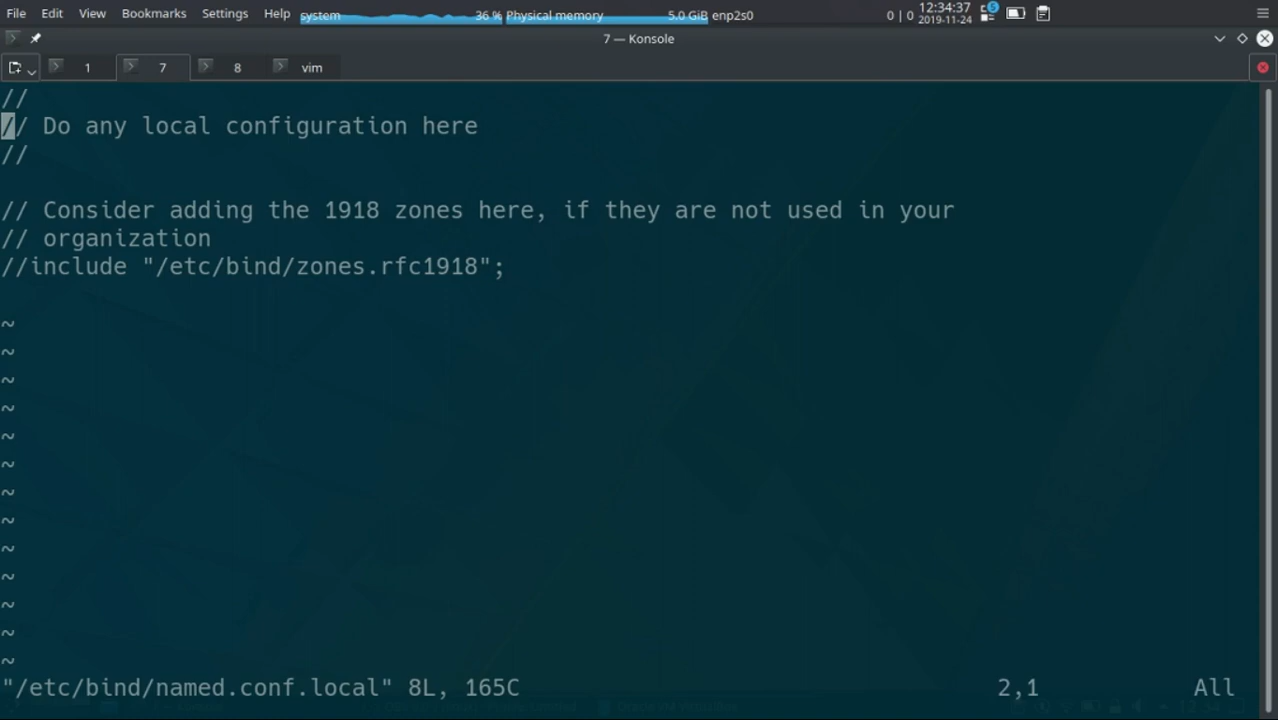 File Edit View Bookmarks Settings Help system 36 % Physical memory 5.0 GiB enp2s0 0 | 0 12:34:37 5
2019-11-24
7 — Konsole
1 7 8 vim
//
// Do any local configuration here
//
// Consider adding the 1918 zones here, if they are not used in your
// organization
//include "/etc/bind/zones.rfc1918";
~
~
~
~
~
~
~
~
~
~
~
~
~
"/etc/bind/named.conf.local" 8L, 165C 2,1 All